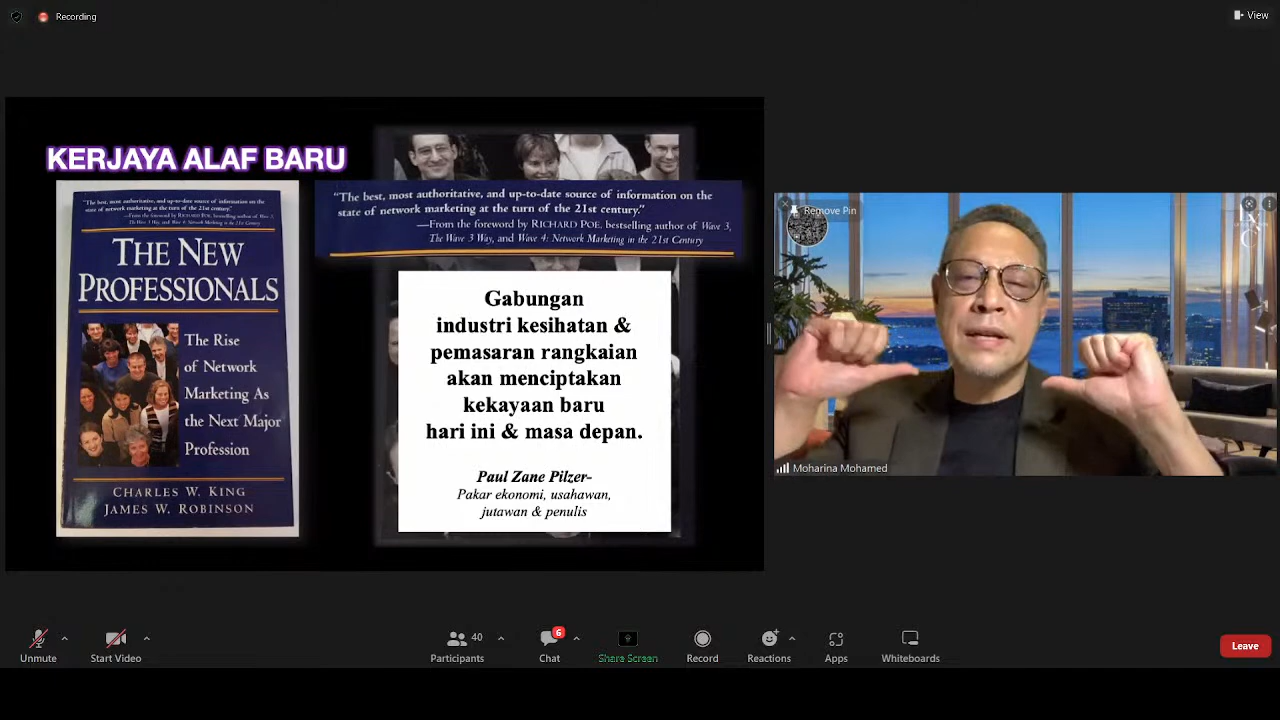 Recording
View
KERJAYA ALAF BARU
"The best, most authoritative, and up-to-date source of information on the
state of network marketing at the turn of the 21st century."
—From the foreword by RICHARD POE, bestselling author of Wave 3,
The Wave 3 Way, and Wave 4: Network Marketing in the 21st Century
THE NEW
PROFESSIONALS
The Rise
of Network
Marketing As
the Next Major
Profession
CHARLES W. KING
JAMES W. ROBINSON
"The best, most authoritative, and up-to-date source of information on the
state of network marketing at the turn of the 21st century."
—From the foreword by RICHARD POE, bestselling author of Wave 3,
The Wave 3 Way, and Wave 4: Network Marketing in the 21st Century
Gabungan
industri kesihatan &
pemasaran rangkaian
akan menciptakan
kekayaan baru
hari ini & masa depan.
Paul Zane Pilzer-
Pakar ekonomi, usahawan,
jutawan & penulis
Remove Pin
Moharina Mohamed
Unmute
Start Video
40
Participants
6
Chat
Share Screen
Record
Reactions
Apps
Whiteboards
Leave